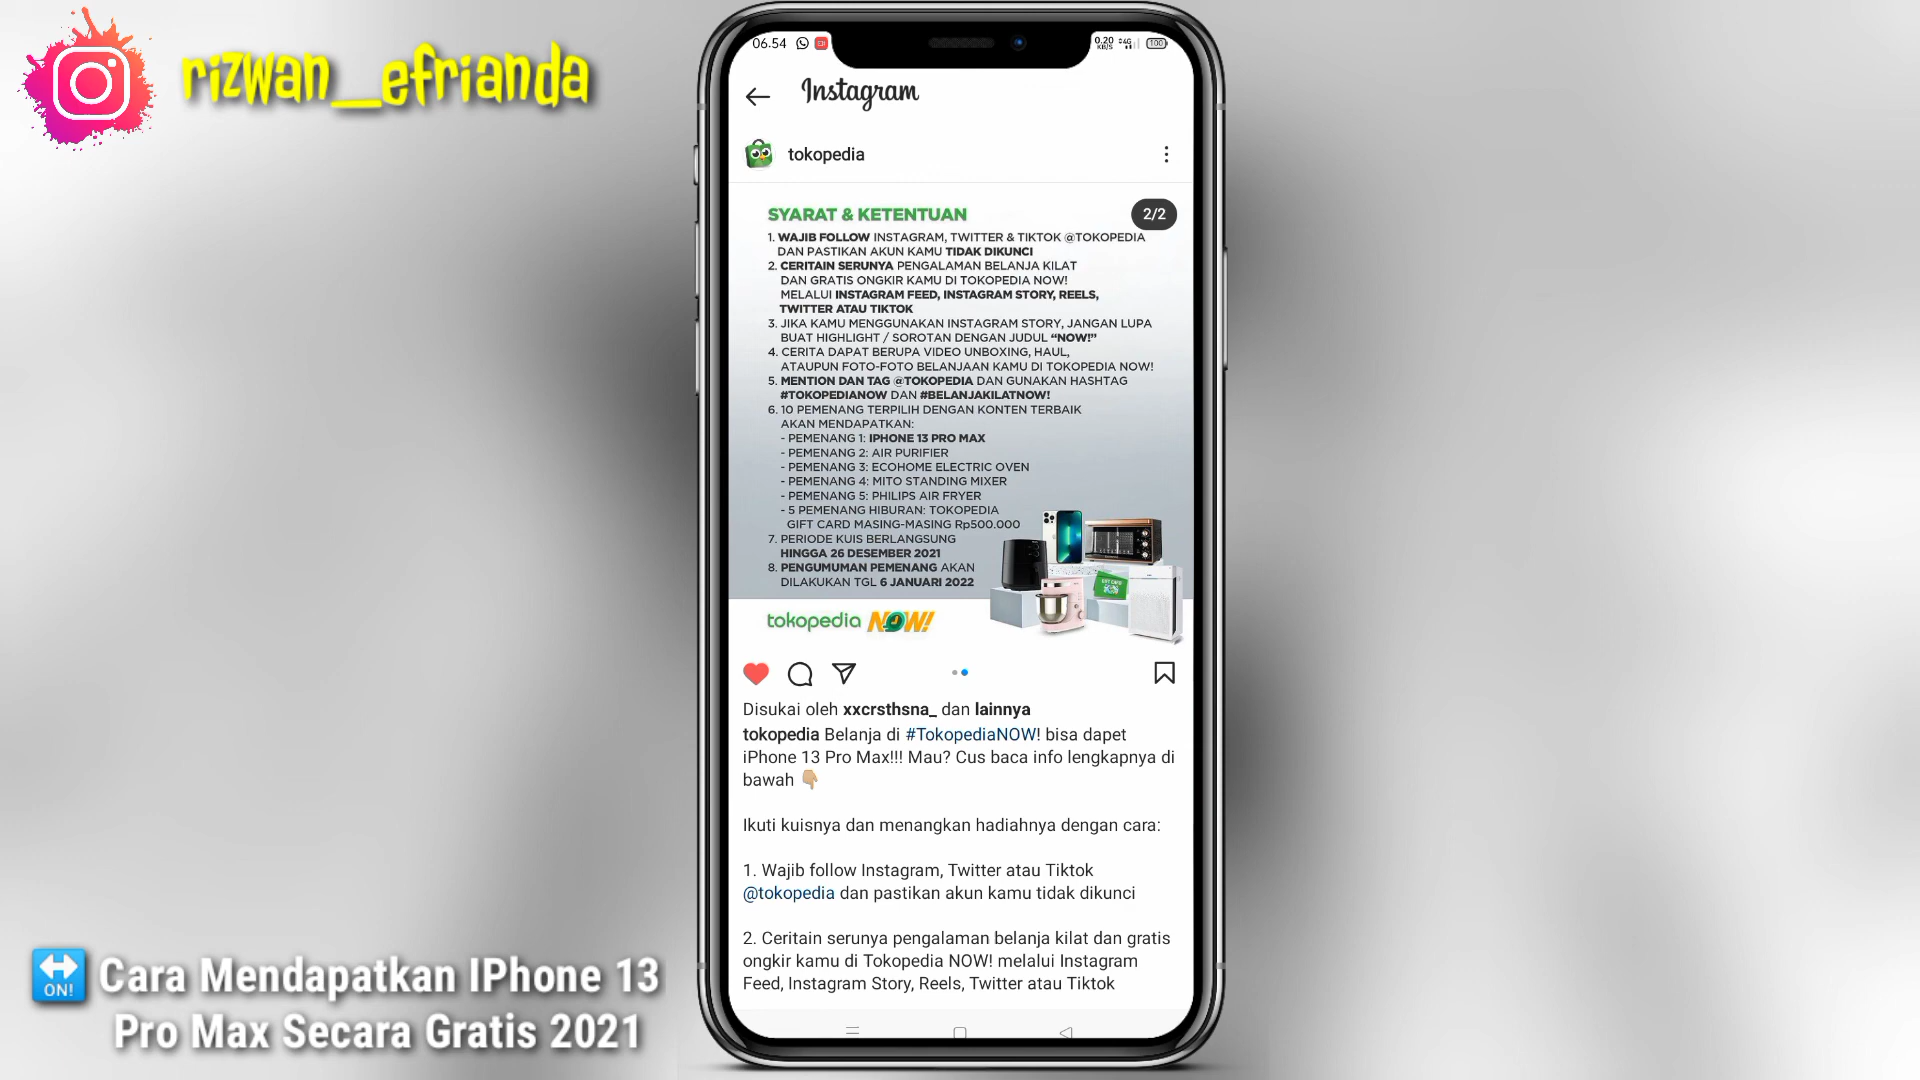 rizwan__efrianda
06.54
0.20
KB/S
4G
100
Instagram
tokopedia
2/2
SYARAT & KETENTUAN
1. WAJIB FOLLOW INSTAGRAM, TWITTER & TIKTOK @TOKOPEDIA
DAN PASTIKAN AKUN KAMU TIDAK DIKUNCI
2. CERITAIN SERUNYA PENGALAMAN BELANJA KILAT
DAN GRATIS ONGKIR KAMU DI TOKOPEDIA NOW!
MELALUI INSTAGRAM FEED, INSTAGRAM STORY, REELS,
TWITTER ATAU TIKTOK
3. JIKA KAMU MENGGUNAKAN INSTAGRAM STORY, JANGAN LUPA
BUAT HIGHLIGHT / SOROTAN DENGAN JUDUL “NOW!”
4. CERITA DAPAT BERUPA VIDEO UNBOXING, HAUL,
ATAUPUN FOTO-FOTO BELANJAAN KAMU DI TOKOPEDIA NOW!
5. MENTION DAN TAG @TOKOPEDIA DAN GUNAKAN HASHTAG
#TOKOPEDIANOW DAN #BELANJAKILATNOW!
6. 10 PEMENANG TERPILIH DENGAN KONTEN TERBAIK
AKAN MENDAPATKAN:
- PEMENANG 1: IPHONE 13 PRO MAX
- PEMENANG 2: AIR PURIFIER
- PEMENANG 3: ECOHOME ELECTRIC OVEN
- PEMENANG 4: MITO STANDING MIXER
- PEMENANG 5: PHILIPS AIR FRYER
- 5 PEMENANG HIBURAN: TOKOPEDIA
GIFT CARD MASING-MASING Rp500.000
7. PERIODE KUIS BERLANGSUNG
HINGGA 26 DESEMBER 2021
8. PENGUMUMAN PEMENANG AKAN
DILAKUKAN TGL 6 JANUARI 2022
tokopedia NOW!
Disukai oleh xxcrsthsna_ dan lainnya
tokopedia Belanja di #TokopediaNOW! bisa dapet
iPhone 13 Pro Max!!! Mau? Cus baca info lengkapnya di
bawah 👇🏼
Ikuti kuisnya dan menangkan hadiahnya dengan cara:
1. Wajib follow Instagram, Twitter atau Tiktok
@tokopedia dan pastikan akun kamu tidak dikunci
2. Ceritain serunya pengalaman belanja kilat dan gratis
ongkir kamu di Tokopedia NOW! melalui Instagram
Feed, Instagram Story, Reels, Twitter atau Tiktok
ON!
Cara Mendapatkan IPhone 13
Pro Max Secara Gratis 2021